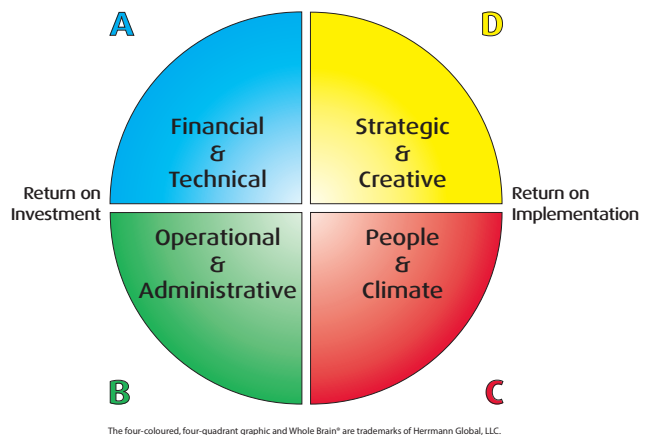 A
D
Financial
&
Technical
Strategic
&
Creative
Return on
Investment
Return on
Implementation
Operational
&
Administrative
People
&
Climate
B
C
The four-coloured, four-quadrant graphic and Whole Brain® are trademarks of Herrmann Global, LLC.